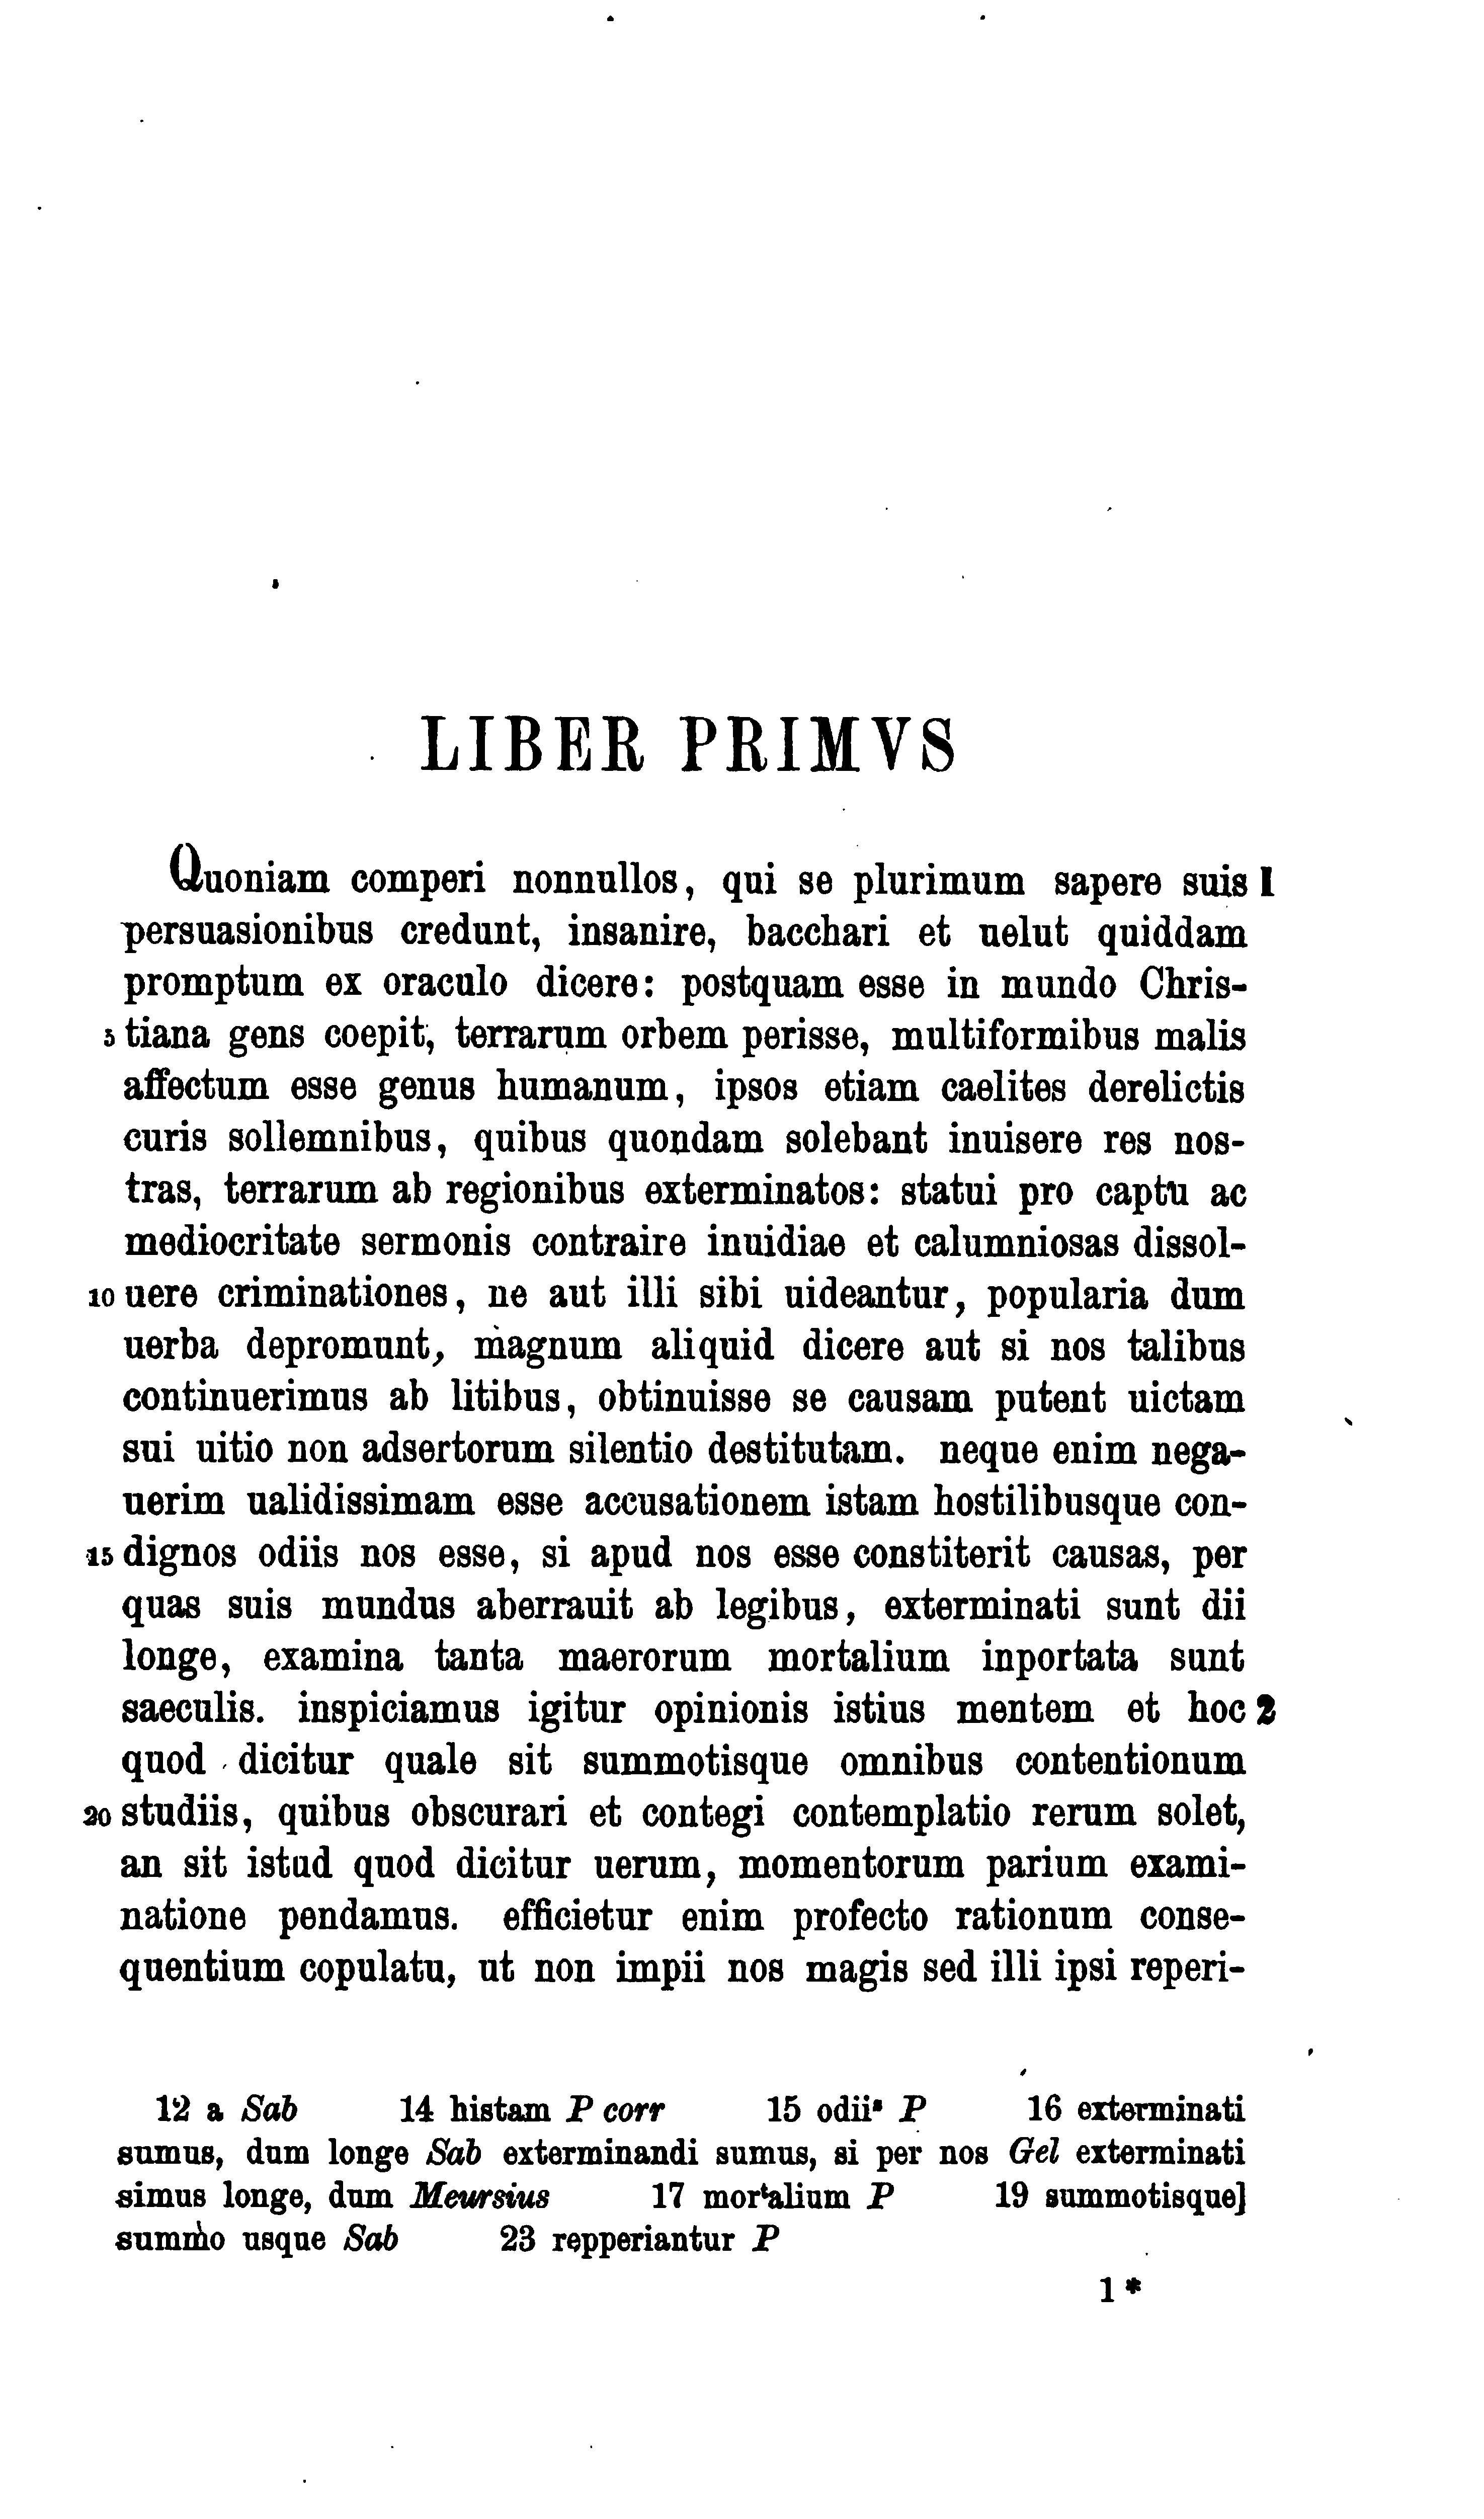 LIBER PRIMVS
Quoniam comperi nonnullos, qui se plurimum sapere suis 1
persuasionibus credunt, insanire, bacchari et uelut quiddam
promptum ex oraculo dicere: postquam esse in mundo Chris-
5 tiana gens coepit, terrarum orbem perisse, multiformibus malis
affectum esse genus humanum, ipsos etiam caelites derelictis
curis sollemnibus, quibus quondam solebant inuisere res nos-
tras, terrarum ab regionibus exterminatos: statui pro captu ac
mediocritate sermonis contraire inuidiae et calumniosas dissol-
10 uere criminationes, ne aut illi sibi uideantur, popularia dum
uerba depromunt, magnum aliquid dicere aut si nos talibus
continuerimus ab litibus, obtinuisse se causam putent uictam
sui uitio non adsertorum silentio destitutam. neque enim nega-
uerim ualidissimam esse accusationem istam hostilibusque con-
15 dignos odiis nos esse, si apud nos esse constiterit causas, per
quas suis mundus aberrauit ab legibus, exterminati sunt dii
longe, examina tanta maerorum mortalium inportata sunt
saeculis. inspiciamus igitur opinionis istius mentem et hoc 2
quod dicitur quale sit summotisque omnibus contentionum
20 studiis, quibus obscurari et contegi contemplatio rerum solet,
an sit istud quod dicitur uerum, momentorum parium exami-
natione pendamus. efficietur enim profecto rationum conse-
quentium copulatu, ut non impii nos magis sed illi ipsi reperi-
12 a Sab 14 histam P corr 15 odiiˢ P 16 exterminati
sumus, dum longe Sab exterminandi sumus, si per nos Gel exterminati
simus longe, dum Meursius 17 morᵗalium P 19 summotisque]
summo usque Sab 23 repperiantur P
1*